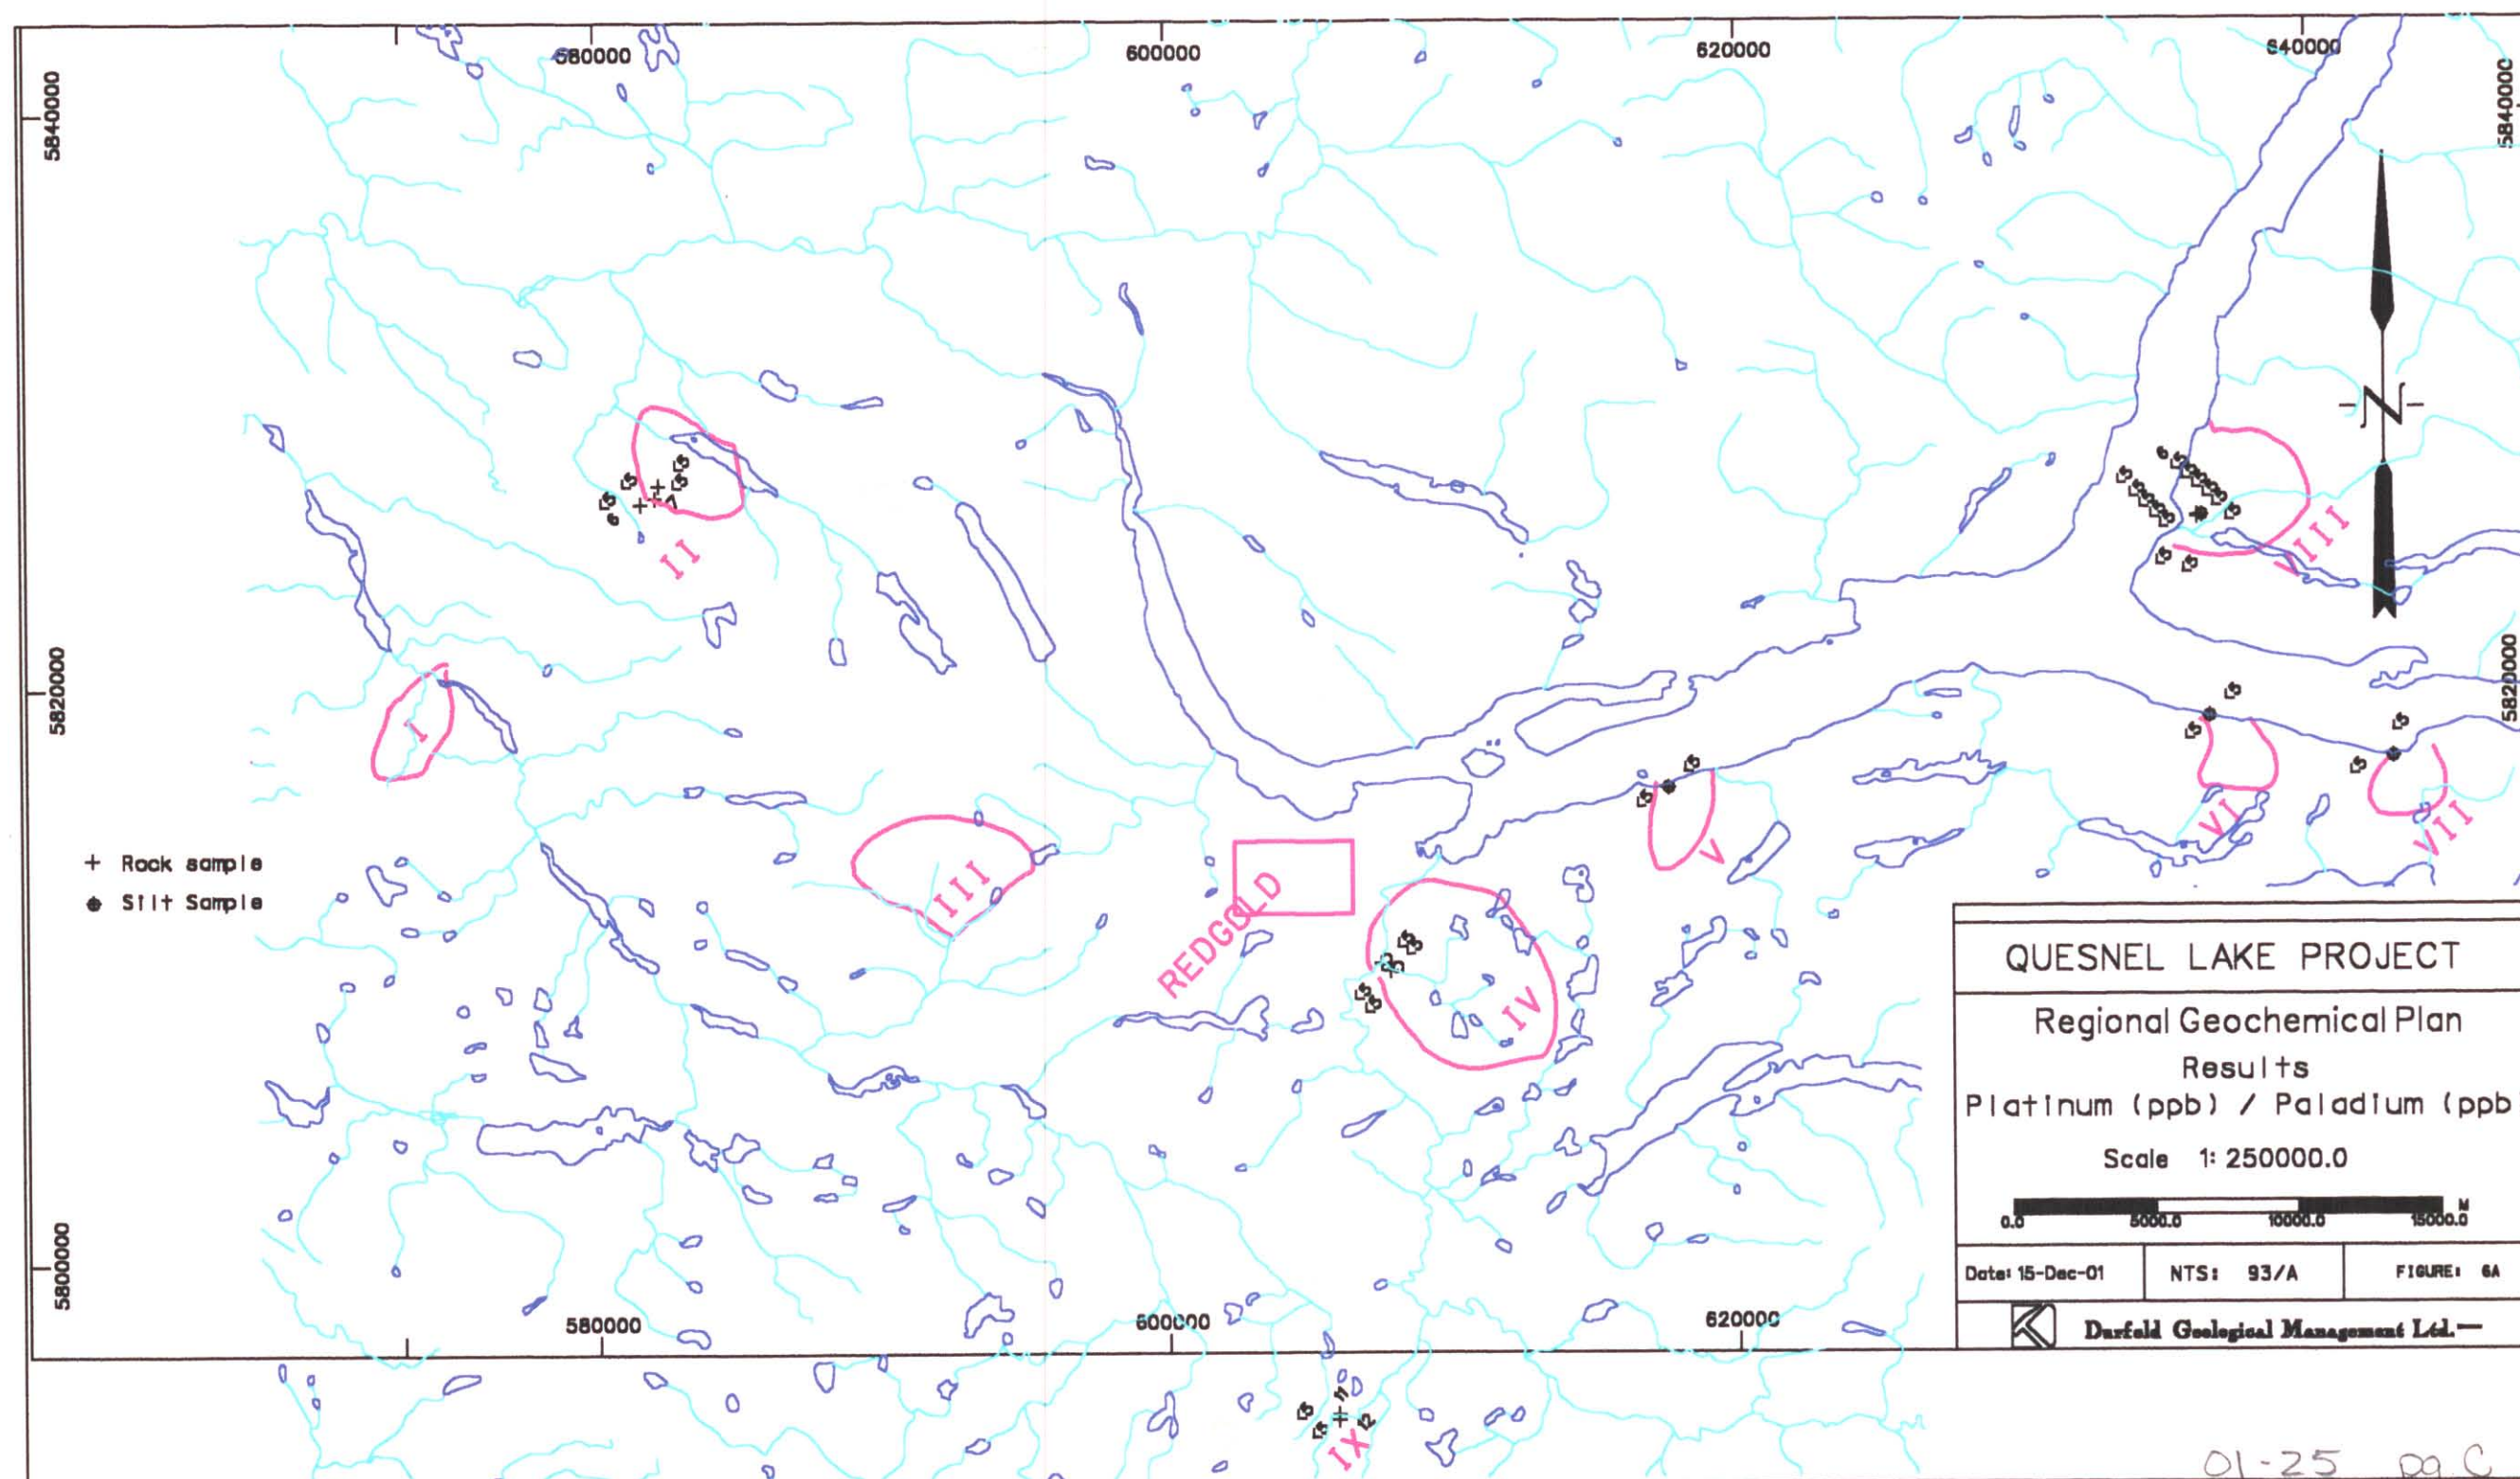 580000
600000
620000
640000
5840000
5840000
II
VIII
5820000
5820000
I
III
REDGOLD
IV
V
VI
VII
+ Rock sample
Silt Sample
QUESNEL LAKE PROJECT
Regional Geochemical Plan
Results
Platinum (ppb) / Paladium (ppb
Scale 1: 250000.0
0.0 5000.0 10000.0 15000.0 M
Date: 15-Dec-01 NTS: 93/A FIGURE: 6A
Durfeld Geological Management Ltd.
5800000
580000
600000
620000
IX
01-25 pg C